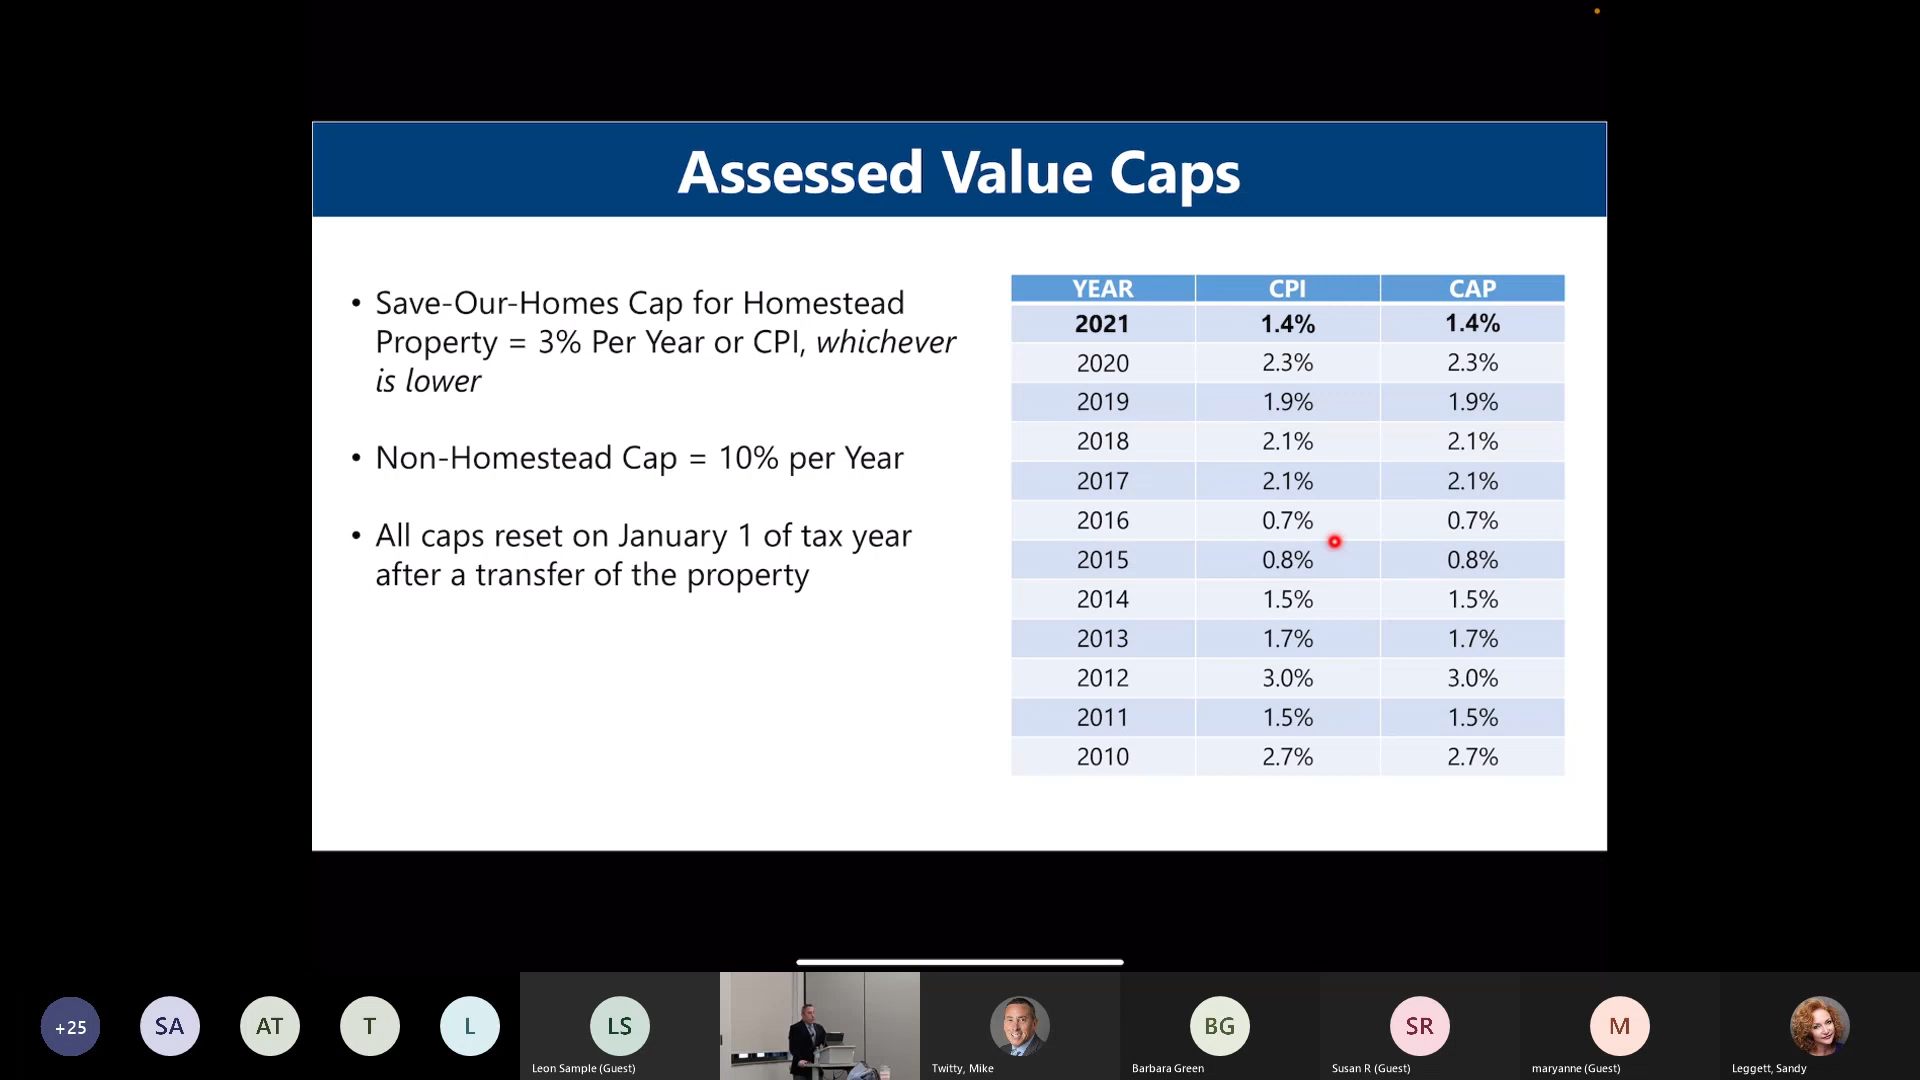 Assessed Value Caps
• Save-Our-Homes Cap for Homestead
Property = 3% Per Year or CPI, whichever
is lower
• Non-Homestead Cap = 10% per Year
• All caps reset on January 1 of tax year
after a transfer of the property
YEAR CPI CAP
2021 1.4% 1.4%
2020 2.3% 2.3%
2019 1.9% 1.9%
2018 2.1% 2.1%
2017 2.1% 2.1%
2016 0.7% 0.7%
2015 0.8% 0.8%
2014 1.5% 1.5%
2013 1.7% 1.7%
2012 3.0% 3.0%
2011 1.5% 1.5%
2010 2.7% 2.7%
+25 SA AT T L LS BG SR M
Leon Sample (Guest) Twitty, Mike Barbara Green Susan R (Guest) maryanne (Guest) Leggett, Sandy